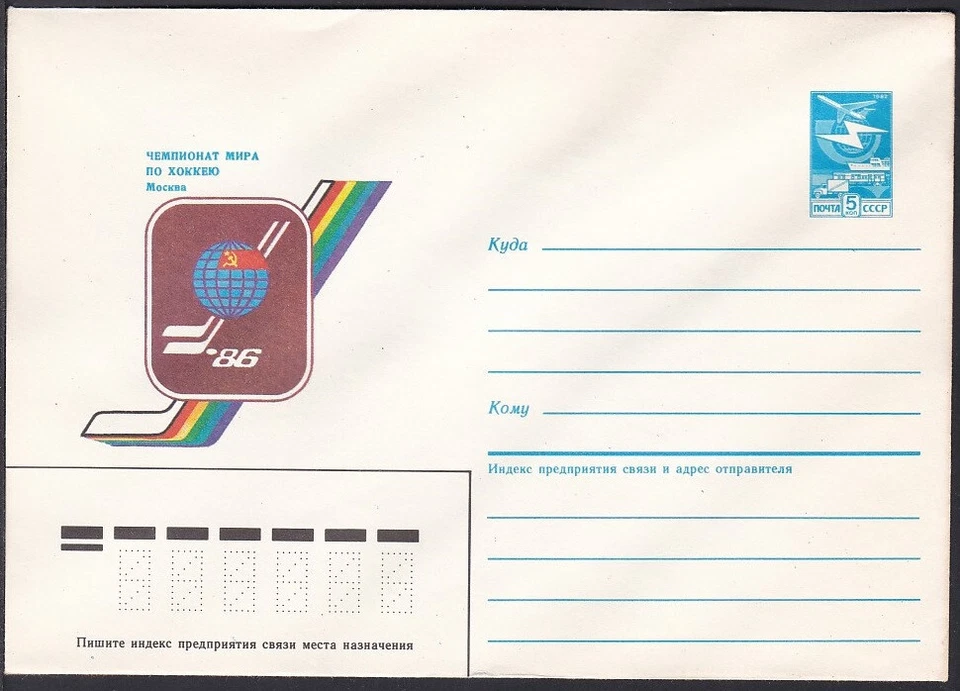 ЧЕМПИОНАТ МИРА
ПО ХОККЕЮ
Москва
'86
1982
ПОЧТА 5 КОП СССР
Куда
Кому
Индекс предприятия связи и адрес отправителя
Пишите индекс предприятия связи места назначения